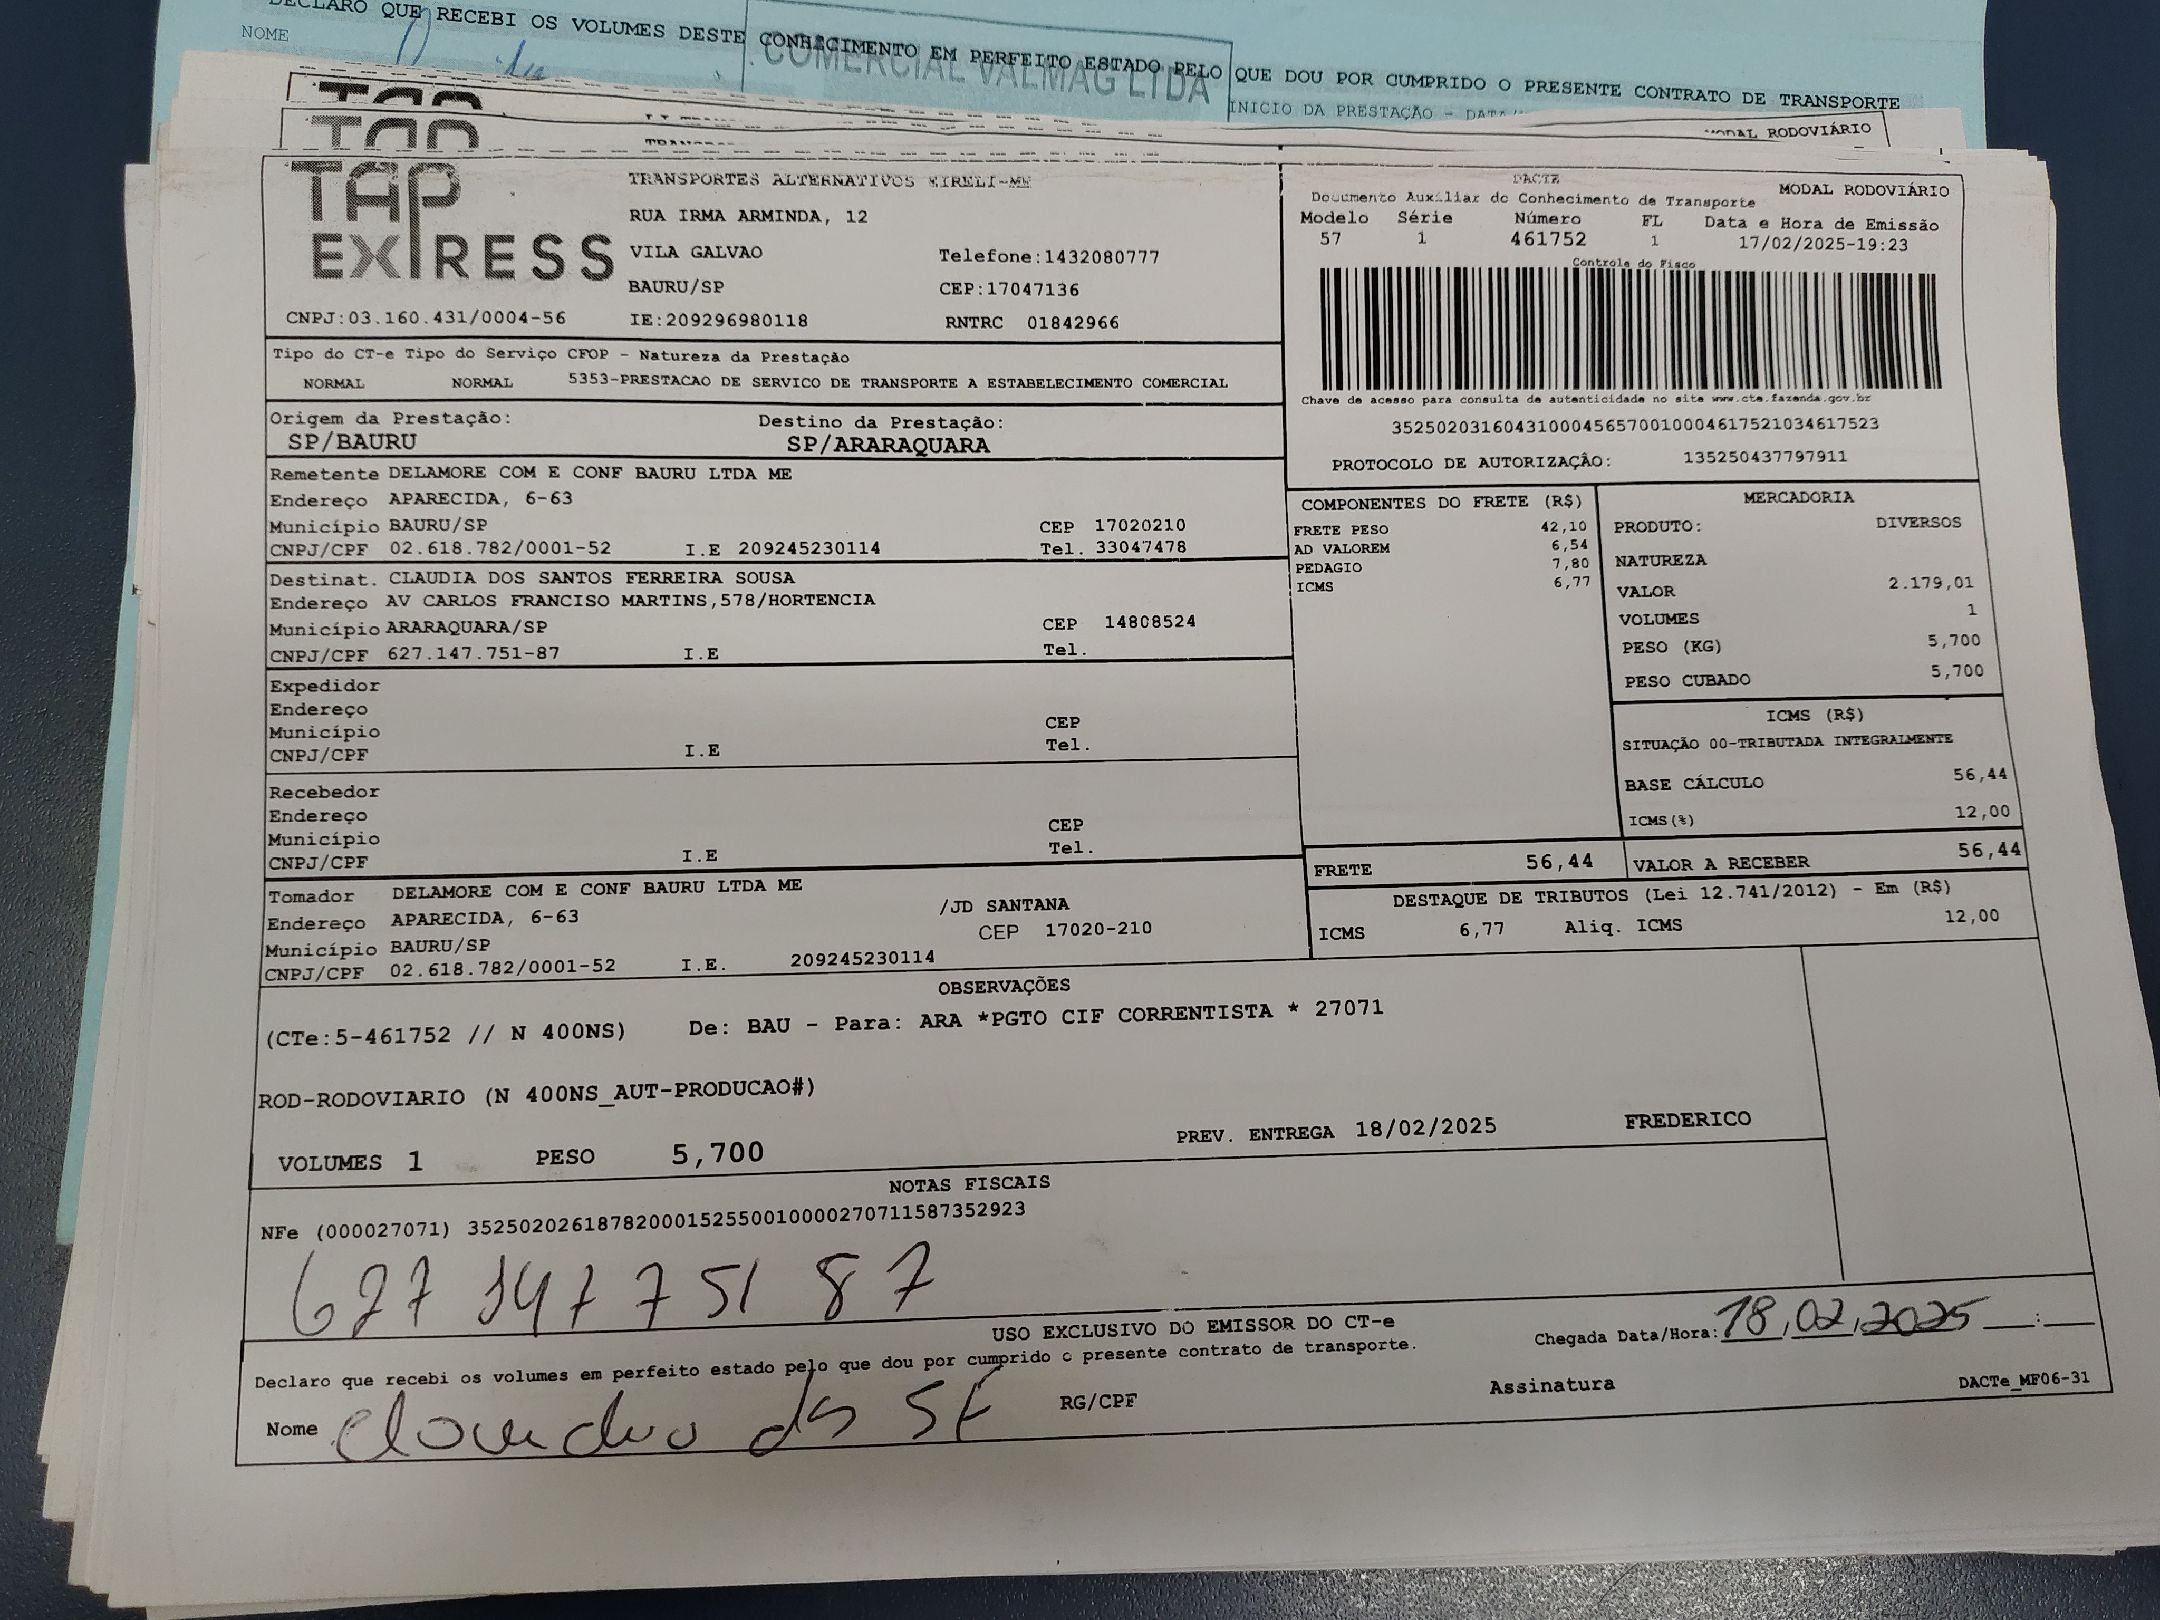 DECLARO QUE RECEBI OS VOLUMES DESTE CONHECIMENTO EM PERFEITO ESTADO PELO QUE DOU POR CUMPRIDO O PRESENTE CONTRATO DE TRANSPORTE
NOME
COMERCIAL VALMAG LTDA
INICIO DA PRESTAÇÃO - DATA/
MODAL RODOVIÁRIO
TAP EXPRESS
CNPJ:03.160.431/0004-56
TRANSPORTES ALTERNATIVOS EIRELI-ME
RUA IRMA ARMINDA, 12
VILA GALVAO Telefone:1432080777
BAURU/SP CEP:17047136
IE:209296980118 RNTRC 01842966
DACTE MODAL RODOVIÁRIO
Documento Auxiliar do Conhecimento de Transporte
Modelo Série Número FL Data e Hora de Emissão
57 1 461752 1 17/02/2025-19:23
Controle do Fisco
Chave de acesso para consulta de autenticidade no site www.cte.fazenda.gov.br
35250203160431000456570010004617521034617523
PROTOCOLO DE AUTORIZAÇÃO: 135250437797911
Tipo do CT-e Tipo do Serviço CFOP - Natureza da Prestação
NORMAL NORMAL 5353-PRESTACAO DE SERVICO DE TRANSPORTE A ESTABELECIMENTO COMERCIAL
Origem da Prestação: Destino da Prestação:
SP/BAURU SP/ARARAQUARA
Remetente DELAMORE COM E CONF BAURU LTDA ME
Endereço APARECIDA, 6-63
Município BAURU/SP CEP 17020210
CNPJ/CPF 02.618.782/0001-52 I.E 209245230114 Tel. 33047478
Destinat. CLAUDIA DOS SANTOS FERREIRA SOUSA
Endereço AV CARLOS FRANCISO MARTINS,578/HORTENCIA
Município ARARAQUARA/SP CEP 14808524
CNPJ/CPF 627.147.751-87 I.E Tel.
Expedidor
Endereço
Município CEP
CNPJ/CPF I.E Tel.
Recebedor
Endereço
Município CEP
CNPJ/CPF I.E Tel.
Tomador DELAMORE COM E CONF BAURU LTDA ME
Endereço APARECIDA, 6-63 /JD SANTANA
Município BAURU/SP CEP 17020-210
CNPJ/CPF 02.618.782/0001-52 I.E. 209245230114
COMPONENTES DO FRETE (R$)
FRETE PESO 42,10
AD VALOREM 6,54
PEDAGIO 7,80
ICMS 6,77
MERCADORIA
PRODUTO: DIVERSOS
NATUREZA
VALOR 2.179,01
VOLUMES 1
PESO (KG) 5,700
PESO CUBADO 5,700
ICMS (R$)
SITUAÇÃO 00-TRIBUTADA INTEGRALMENTE
BASE CÁLCULO 56,44
ICMS(%) 12,00
FRETE 56,44 VALOR A RECEBER 56,44
DESTAQUE DE TRIBUTOS (Lei 12.741/2012) - Em (R$)
ICMS 6,77 Aliq. ICMS 12,00
OBSERVAÇÕES
(CTe:5-461752 // N 400NS) De: BAU - Para: ARA *PGTO CIF CORRENTISTA * 27071
ROD-RODOVIARIO (N 400NS_AUT-PRODUCAO#)
VOLUMES 1 PESO 5,700 PREV. ENTREGA 18/02/2025 FREDERICO
NOTAS FISCAIS
NFe (000027071) 35250202618782000152550010000270711587352923
627 147 7 51 87
USO EXCLUSIVO DO EMISSOR DO CT-e
Chegada Data/Hora: 18,02,2025 __:__
Declaro que recebi os volumes em perfeito estado pelo que dou por cumprido o presente contrato de transporte.
Nome RG/CPF Assinatura DACTe_MF06-31